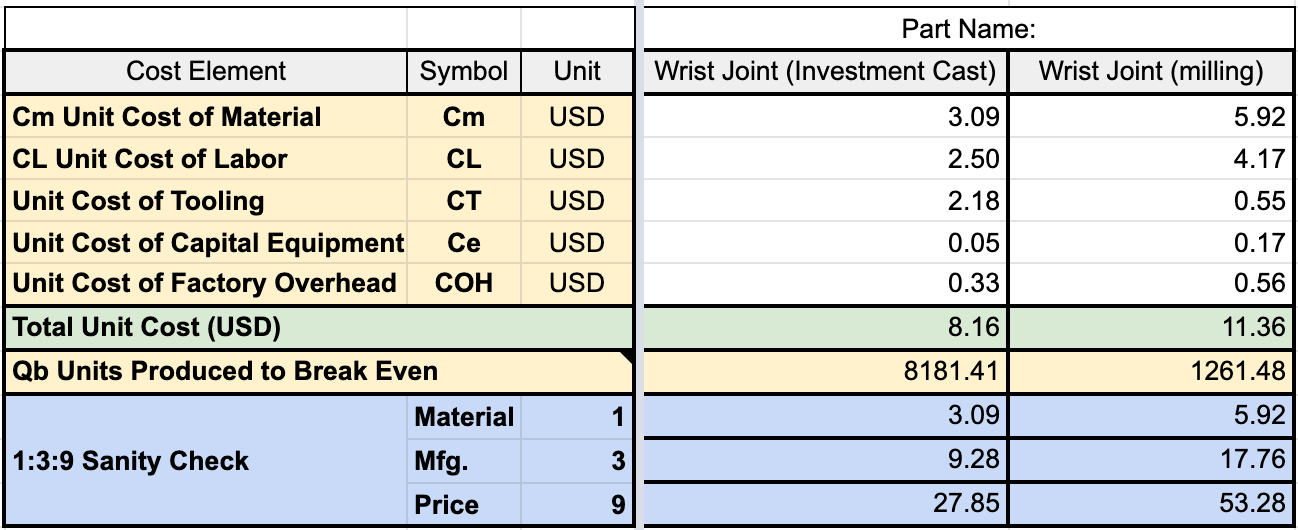 Part Name:
Cost Element Symbol Unit Wrist Joint (Investment Cast) Wrist Joint (milling)
Cm Unit Cost of Material Cm USD 3.09 5.92
CL Unit Cost of Labor CL USD 2.50 4.17
Unit Cost of Tooling CT USD 2.18 0.55
Unit Cost of Capital Equipment Ce USD 0.05 0.17
Unit Cost of Factory Overhead COH USD 0.33 0.56
Total Unit Cost (USD) 8.16 11.36
Qb Units Produced to Break Even 8181.41 1261.48
Material 1 3.09 5.92
1:3:9 Sanity Check Mfg. 3 9.28 17.76
Price 9 27.85 53.28